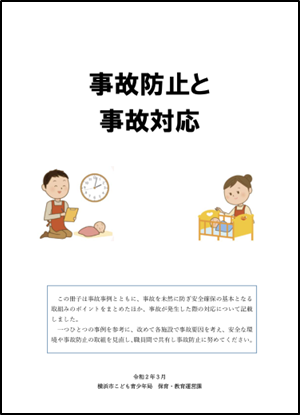 事故防止と
事故対応
この冊子は事故事例とともに、事故を未然に防ぎ安全確保の基本となる
取組みのポイントをまとめたほか、事故が発生した際の対応について記載
しました。
一つひとつの事例を参考に、改めて各施設で事故要因を考え、安全な環
境や事故防止の取組を見直し、職員間で共有し事故防止に努めてください。
令和2年3月
横浜市こども青少年局 保育・教育運営課